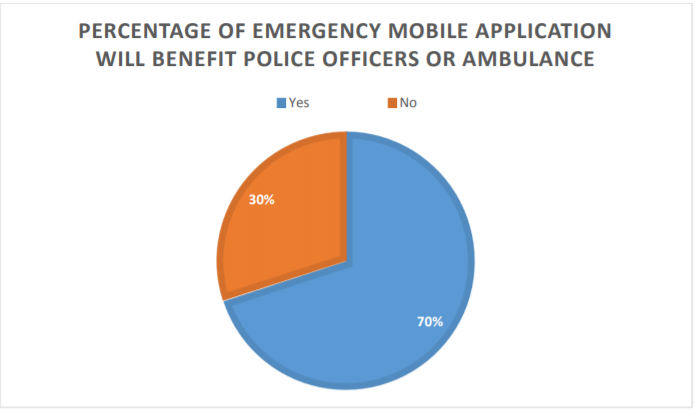 PERCENTAGE OF EMERGENCY MOBILE APPLICATION
WILL BENEFIT POLICE OFFICERS OR AMBULANCE
Yes No
30%
70%